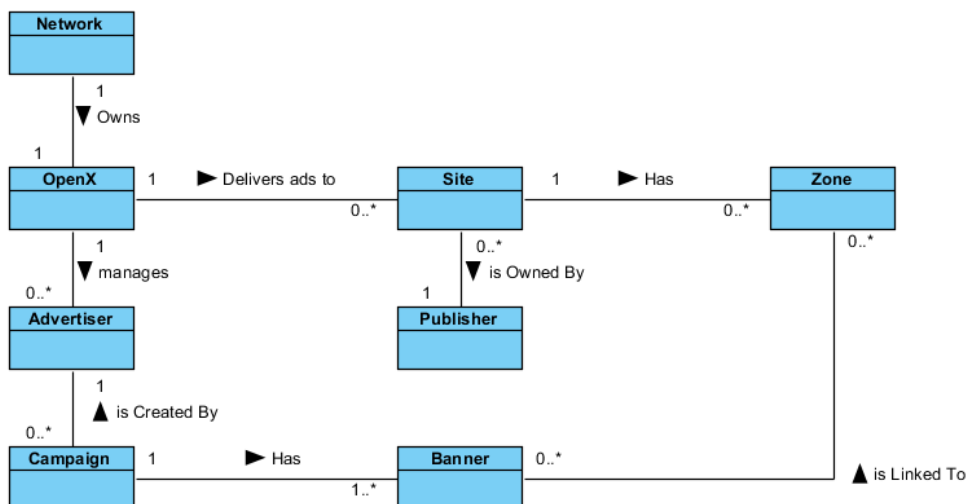 Network
1
Owns
1
OpenX
1
Delivers ads to
0..*
Site
1
Has
0..*
Zone
1
manages
0..*
0..*
is Owned By
1
0..*
Advertiser
Publisher
1
is Created By
0..*
Campaign
1
Has
1..*
Banner
0..*
is Linked To